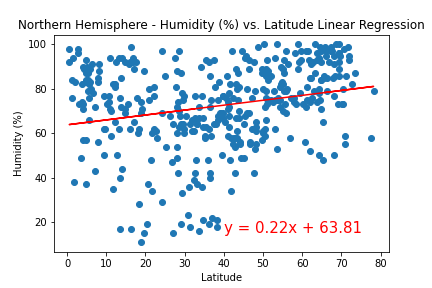 Northern Hemisphere - Humidity (%) vs. Latitude Linear Regression
100
80
60
40
20
Humidity (%)
y = 0.22x + 63.81
0 10 20 30 40 50 60 70 80
Latitude